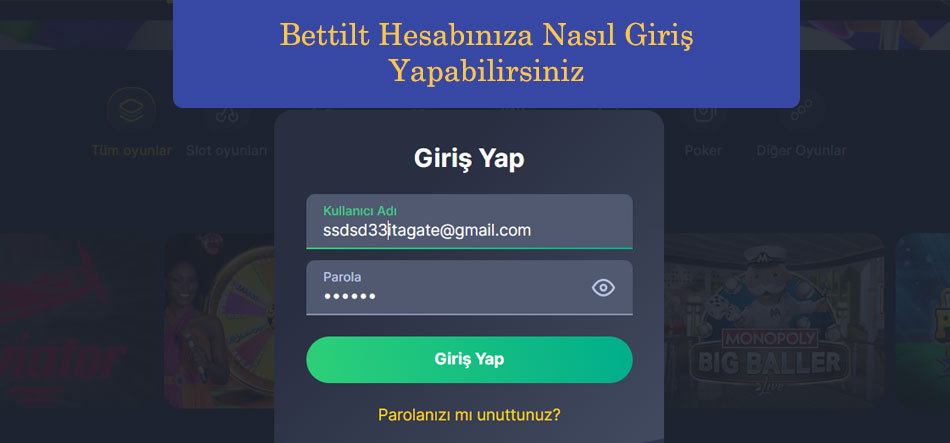 Bettilt Hesabınıza Nasıl Giriş
Yapabilirsiniz
Tüm oyunlar
Slot oyunları
Poker
Diğer Oyunlar
Giriş Yap
Kullanıcı Adı
ssdsd33itagate@gmail.com
Parola
••••••
Giriş Yap
Parolanızı mı unuttunuz?
MONOPOLY
BIG BALLER
Live